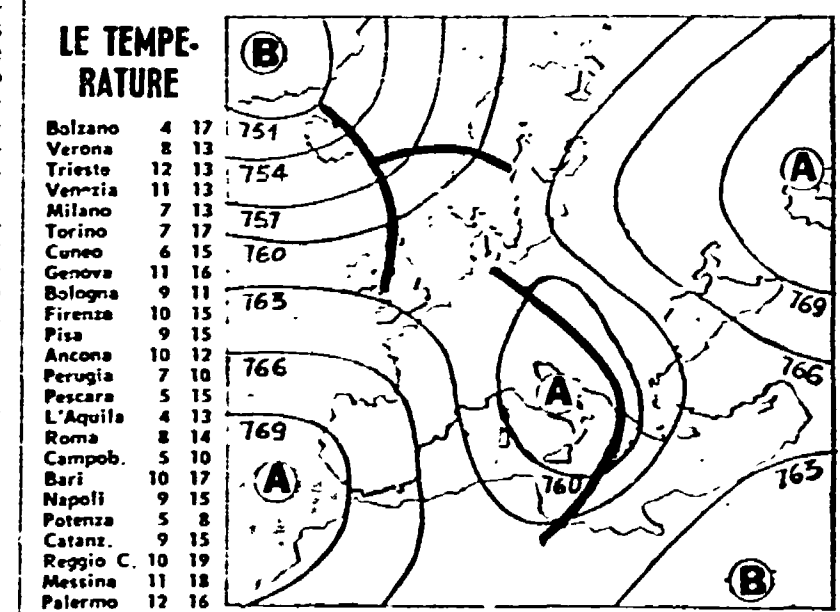 LE TEMPE-
RATURE
Bolzano 4 17
Verona 8 13
Trieste 12 13
Venezia 11 13
Milano 7 13
Torino 7 17
Cuneo 6 15
Genova 11 16
Bologna 9 11
Firenze 10 15
Pisa 9 15
Ancona 10 12
Perugia 7 10
Pescara 5 15
L'Aquila 4 13
Roma 8 14
Campob. 5 10
Bari 10 17
Napoli 9 15
Potenza 5 8
Catanz. 9 15
Reggio C. 10 19
Messina 11 18
Palermo 12 16
B
751
754
757
760
763
766
769
A
A
760
A
769
766
763
B